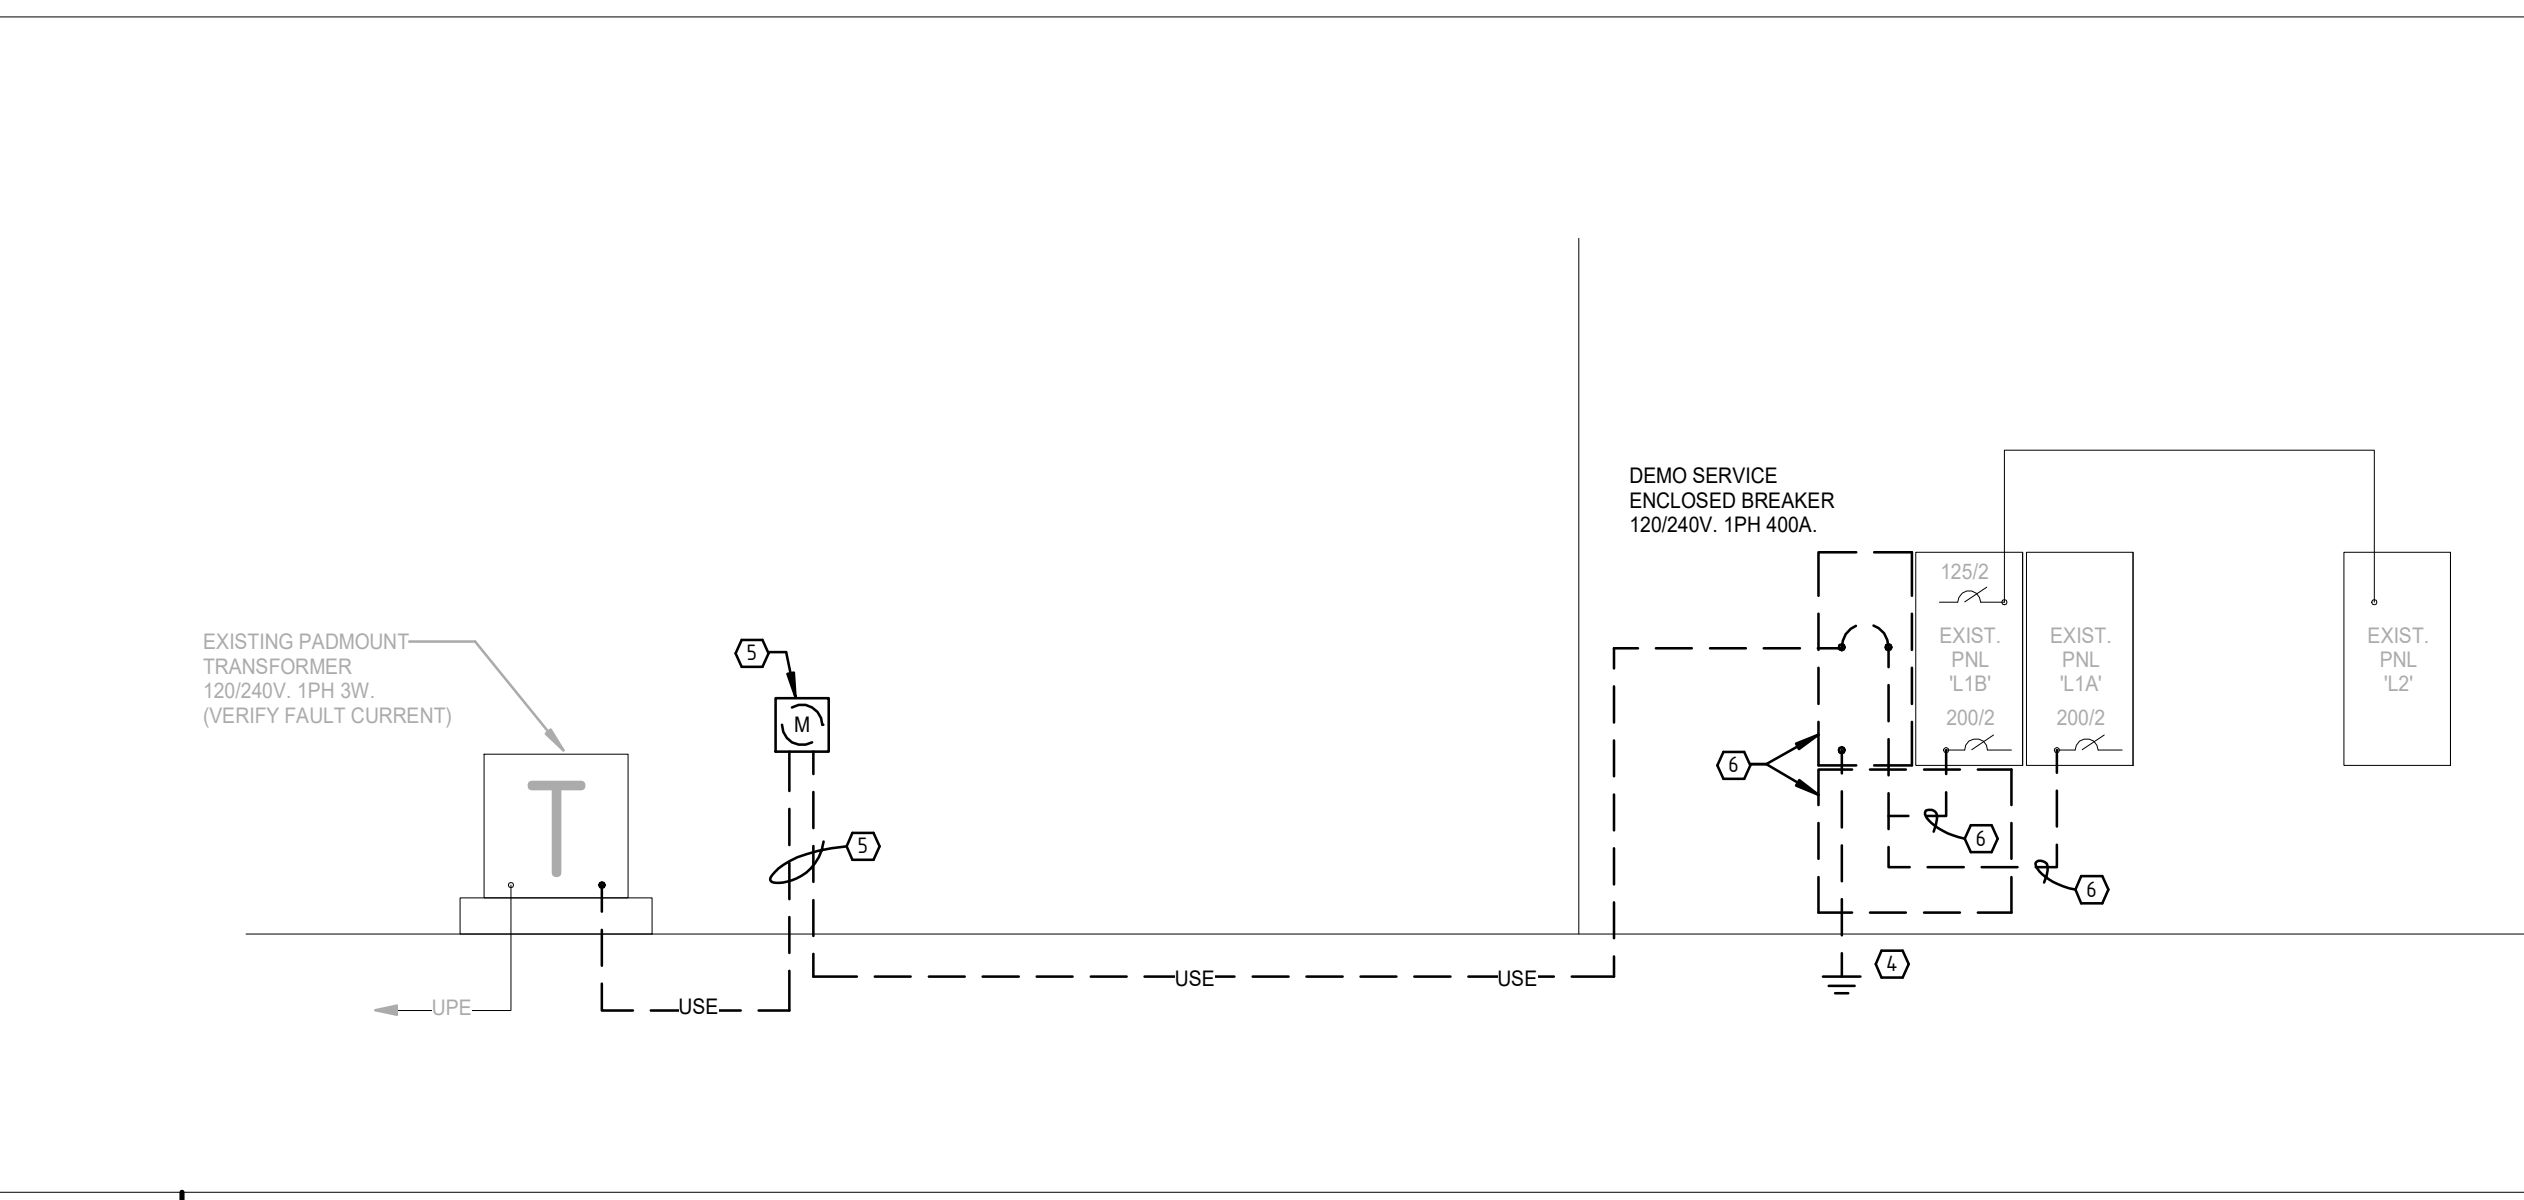 DEMO SERVICE
ENCLOSED BREAKER
120/240V. 1PH 400A.
125/2
EXIST.
PNL
'L1B'
200/2
EXIST.
PNL
'L1A'
200/2
EXIST.
PNL
'L2'
EXISTING PADMOUNT
TRANSFORMER
120/240V. 1PH 3W.
(VERIFY FAULT CURRENT)
T
5
M
5
6
6
6
4
USE
USE
USE
UPE